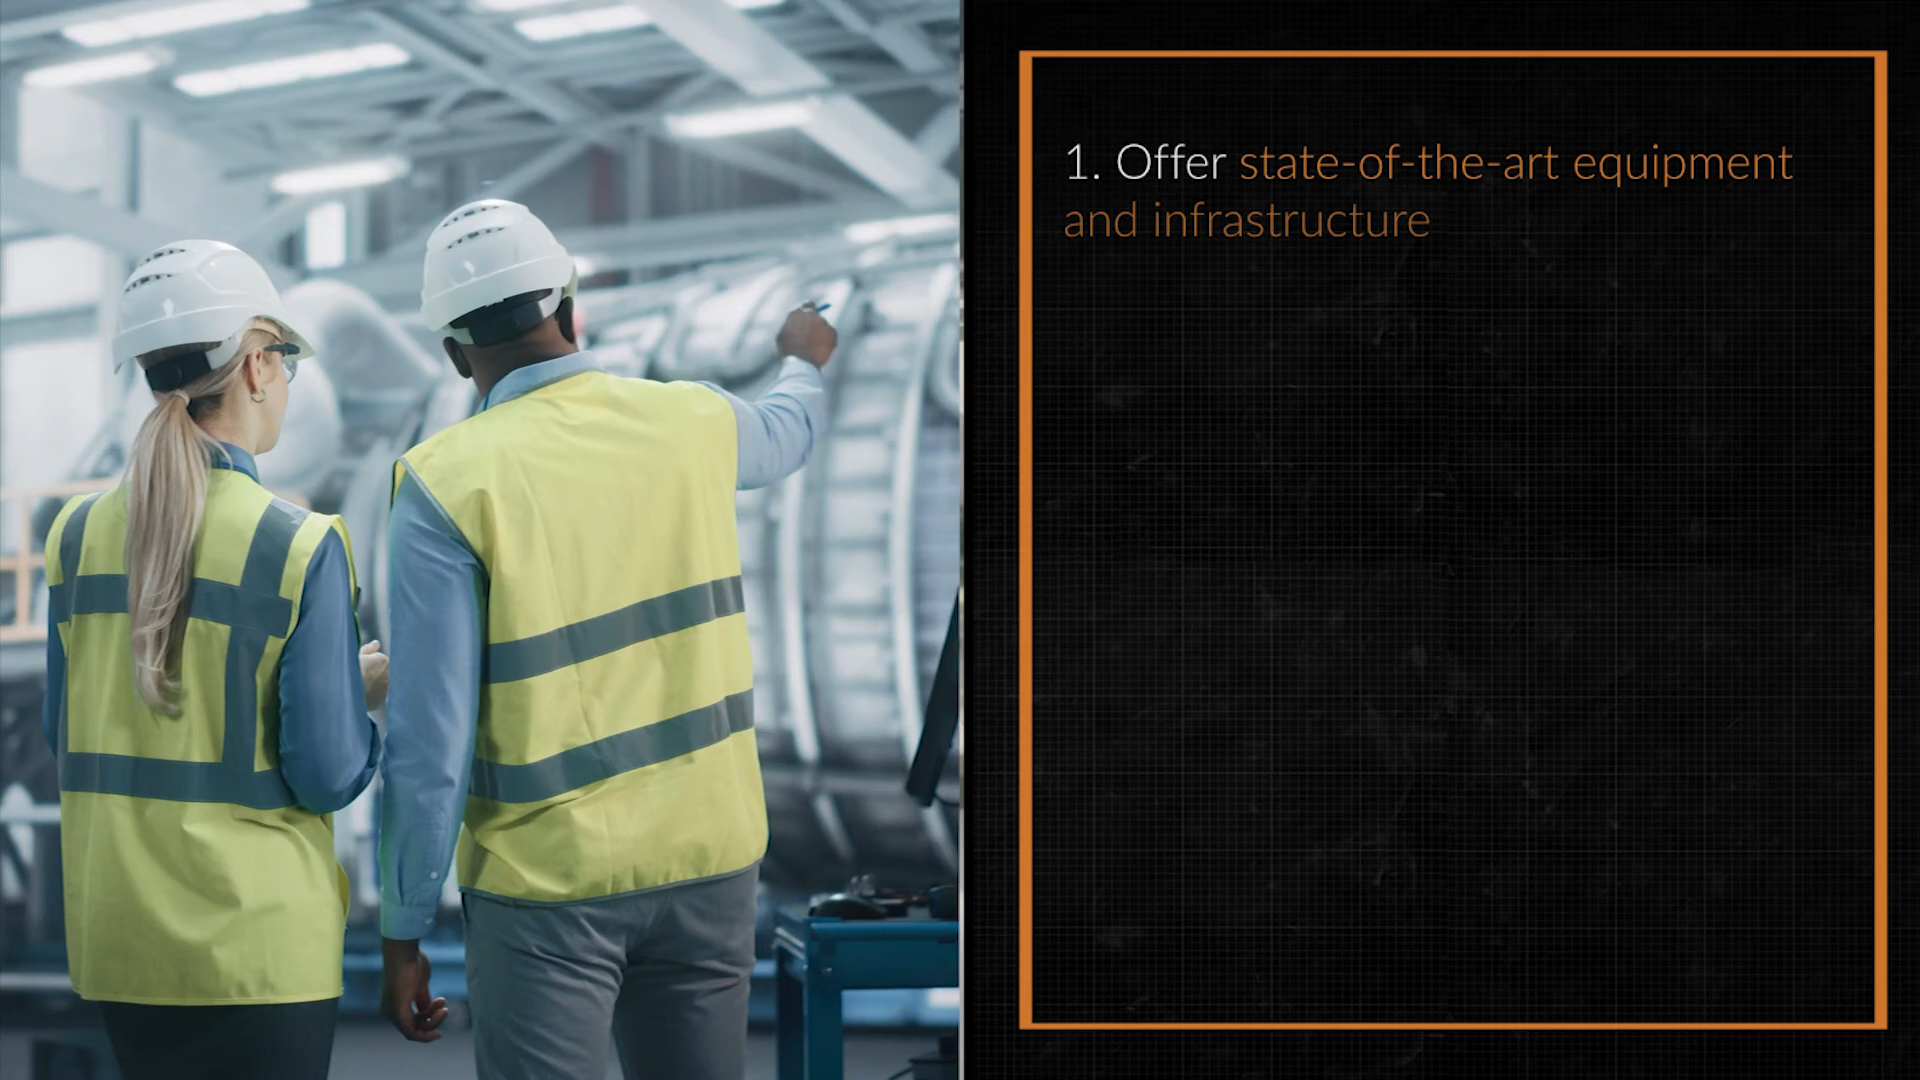 1. Offer state-of-the-art equipment
and infrastructure